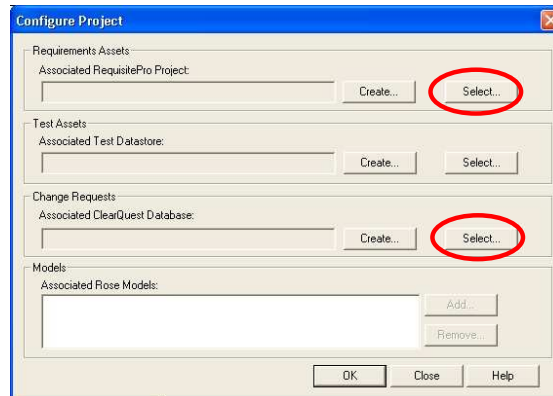 Configure Project
Requirements Assets
Associated RequisitePro Project:
Create... Select...
Test Assets
Associated Test Datastore:
Create... Select...
Change Requests
Associated ClearQuest Database:
Create... Select...
Models
Associated Rose Models:
Add...
Remove...
OK Close Help